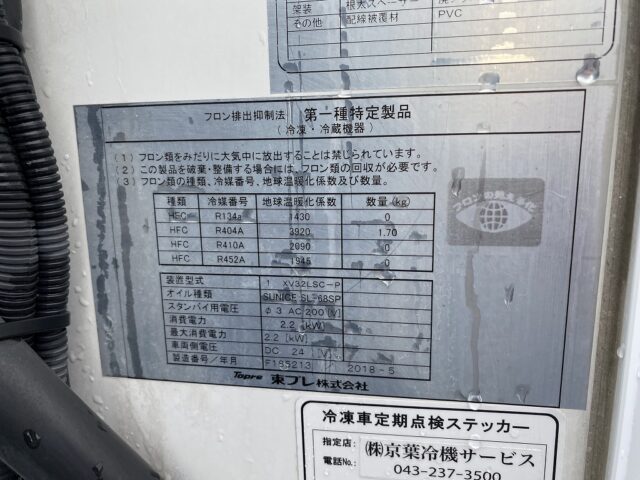 架装
その他 配線被覆材 PVC
フロン排出抑制法 第一種特定製品
(冷凍・冷蔵機器)
(1) フロン類をみだりに大気中に放出することは禁じられています。
(2) この製品を破棄・整備する場合には、フロン類の回収が必要です。
(3) フロン類の種類、冷媒番号、地球温暖化係数及び数量。
種類 冷媒番号 地球温暖化係数 数量(kg)
HFC R134a 1430 0
HFC R404A 3920 1.70
HFC R410A 2090 0
HFC R452A 1945 0
装置型式 XV32LSC-P
オイル種類 SUNICE SL-68SP
スタンバイ用電圧 φ3 AC 200 [V]
消費電力 2.2 [kW]
最大消費電力 2.2 [kW]
車両側電圧 DC 24 [V]
製造番号/年月 F185213 / 2018-5
Topre 東プレ株式会社
冷凍車定期点検ステッカー
指定店: ㈱京葉冷機サービス
電話No.: 043-237-3500